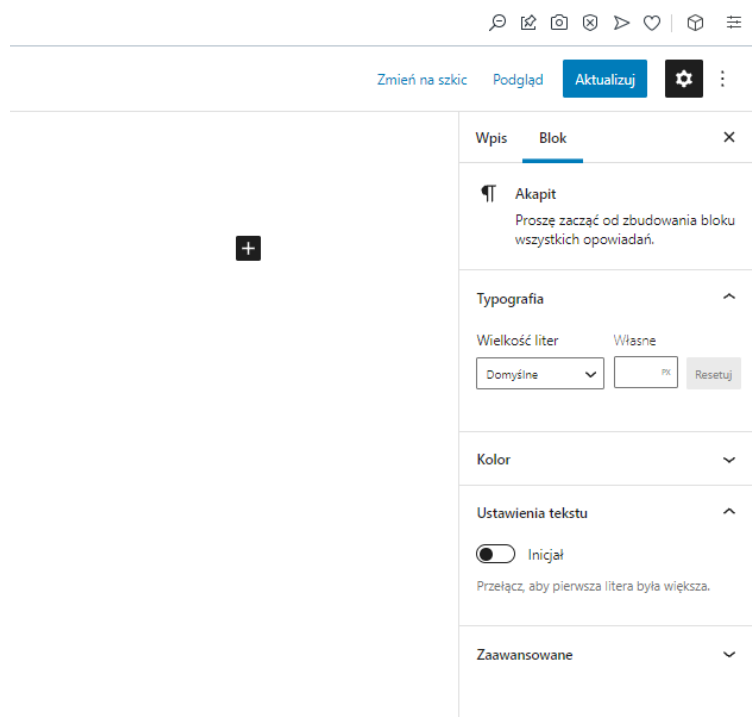 Zmień na szkic Podgląd Aktualizuj
Wpis Blok
Akapit
Proszę zacząć od zbudowania bloku
wszystkich opowiadań.
Typografia
Wielkość liter Własne
Domyślne PX Resetuj
Kolor
Ustawienia tekstu
Inicjał
Przełącz, aby pierwsza litera była większa.
Zaawansowane